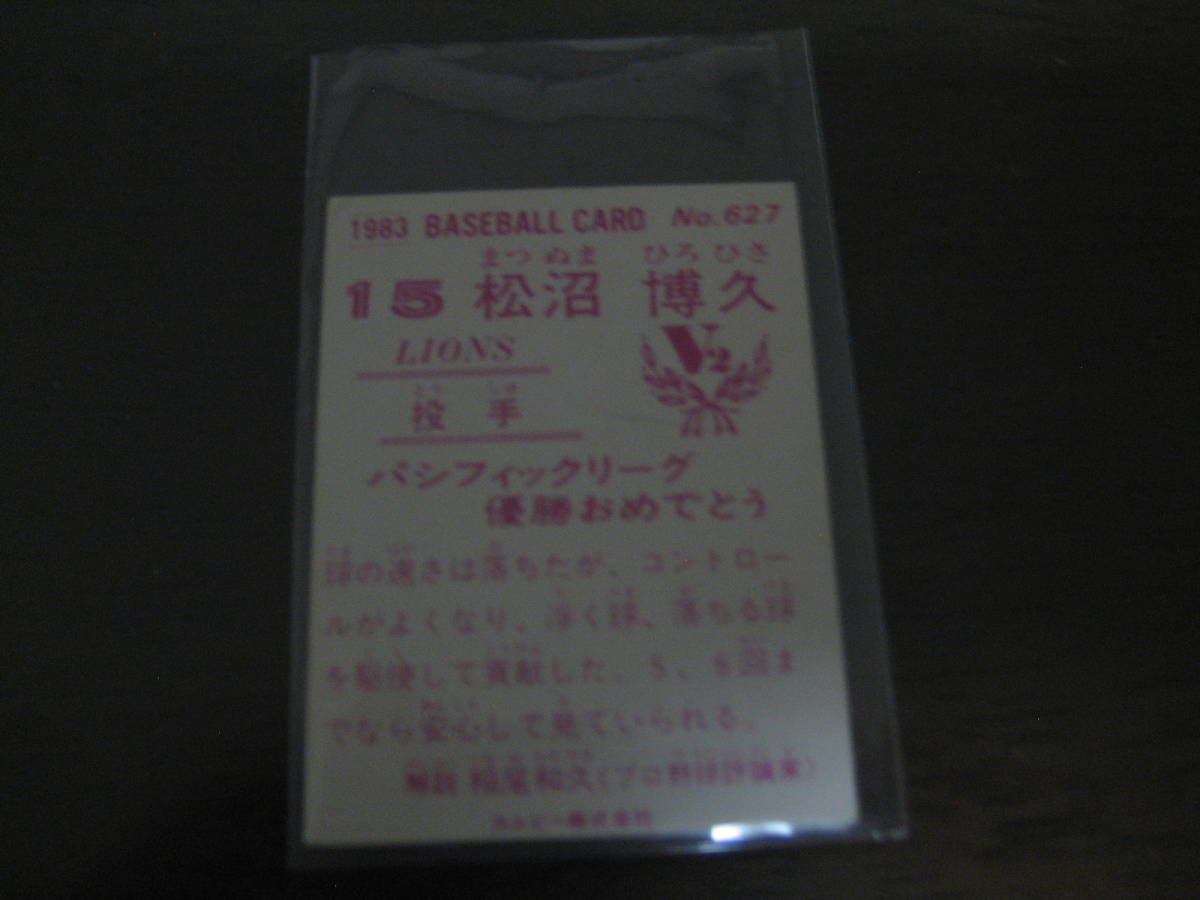 1983 BASEBALL CARD No.627
まつ ぬま ひろ ひさ
15 松沼 博久
V2
LIONS
とう しゅ
投 手
パシフィックリーグ
優勝おめでとう
球の速さは落ちたが、コントロー
ルがよくなり、浮く球、落ちる球
を駆使して貢献した。5、6回ま
でなら安心して見ていられる。
解説 和久(プロ野球評論家)
カルビー株式会社